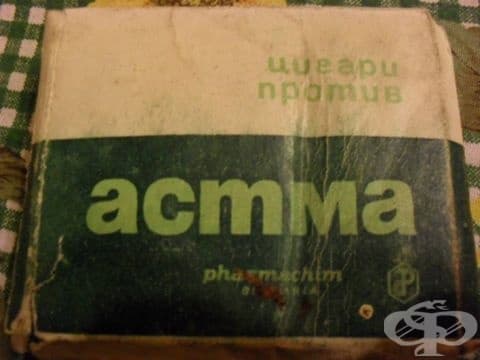 цигари
против
астма
pharmachim